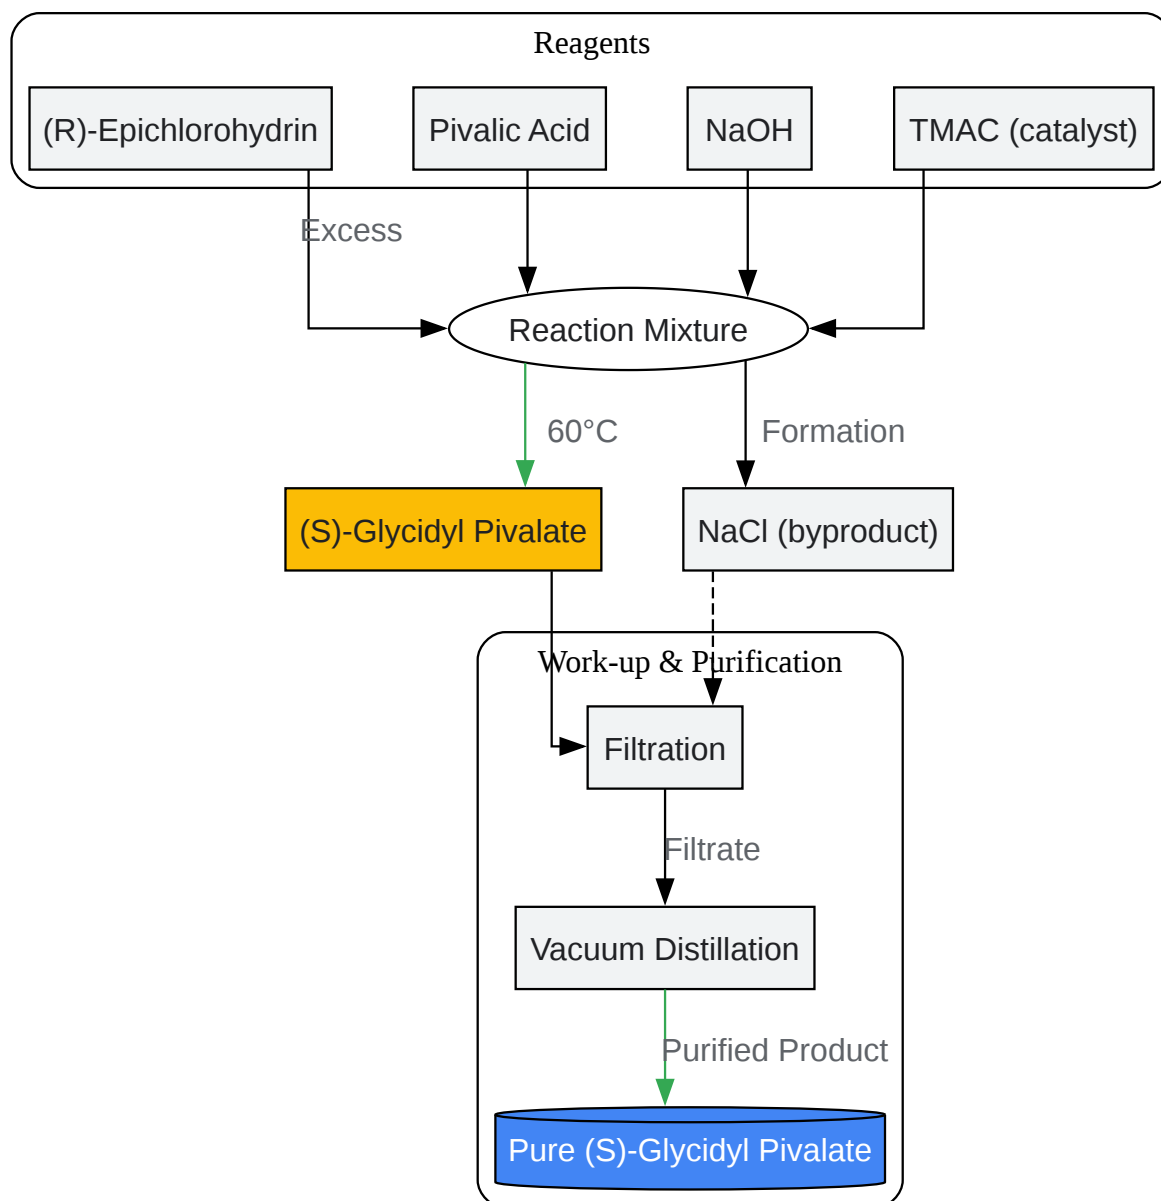 Reagents
(R)-Epichlorohydrin
Pivalic Acid
NaOH
TMAC (catalyst)
Excess
Reaction Mixture
60°C
Formation
(S)-Glycidyl Pivalate
NaCl (byproduct)
Work-up & Purification
Filtration
Filtrate
Vacuum Distillation
Purified Product
Pure (S)-Glycidyl Pivalate